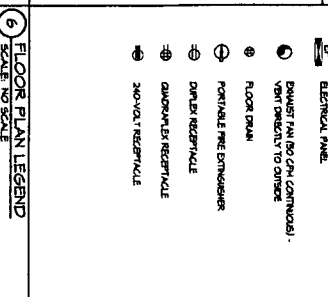 ELECTRICAL PANEL
EXHAUST FAN (50 CFM CONTINUOUS) -
VENT DIRECTLY TO OUTSIDE
FLOOR DRAIN
PORTABLE FIRE EXTINGUISHER
DUPLEX RECEPTACLE
QUADRAPLEX RECEPTACLE
240-VOLT RECEPTACLE
6 FLOOR PLAN LEGEND
SCALE: NO SCALE